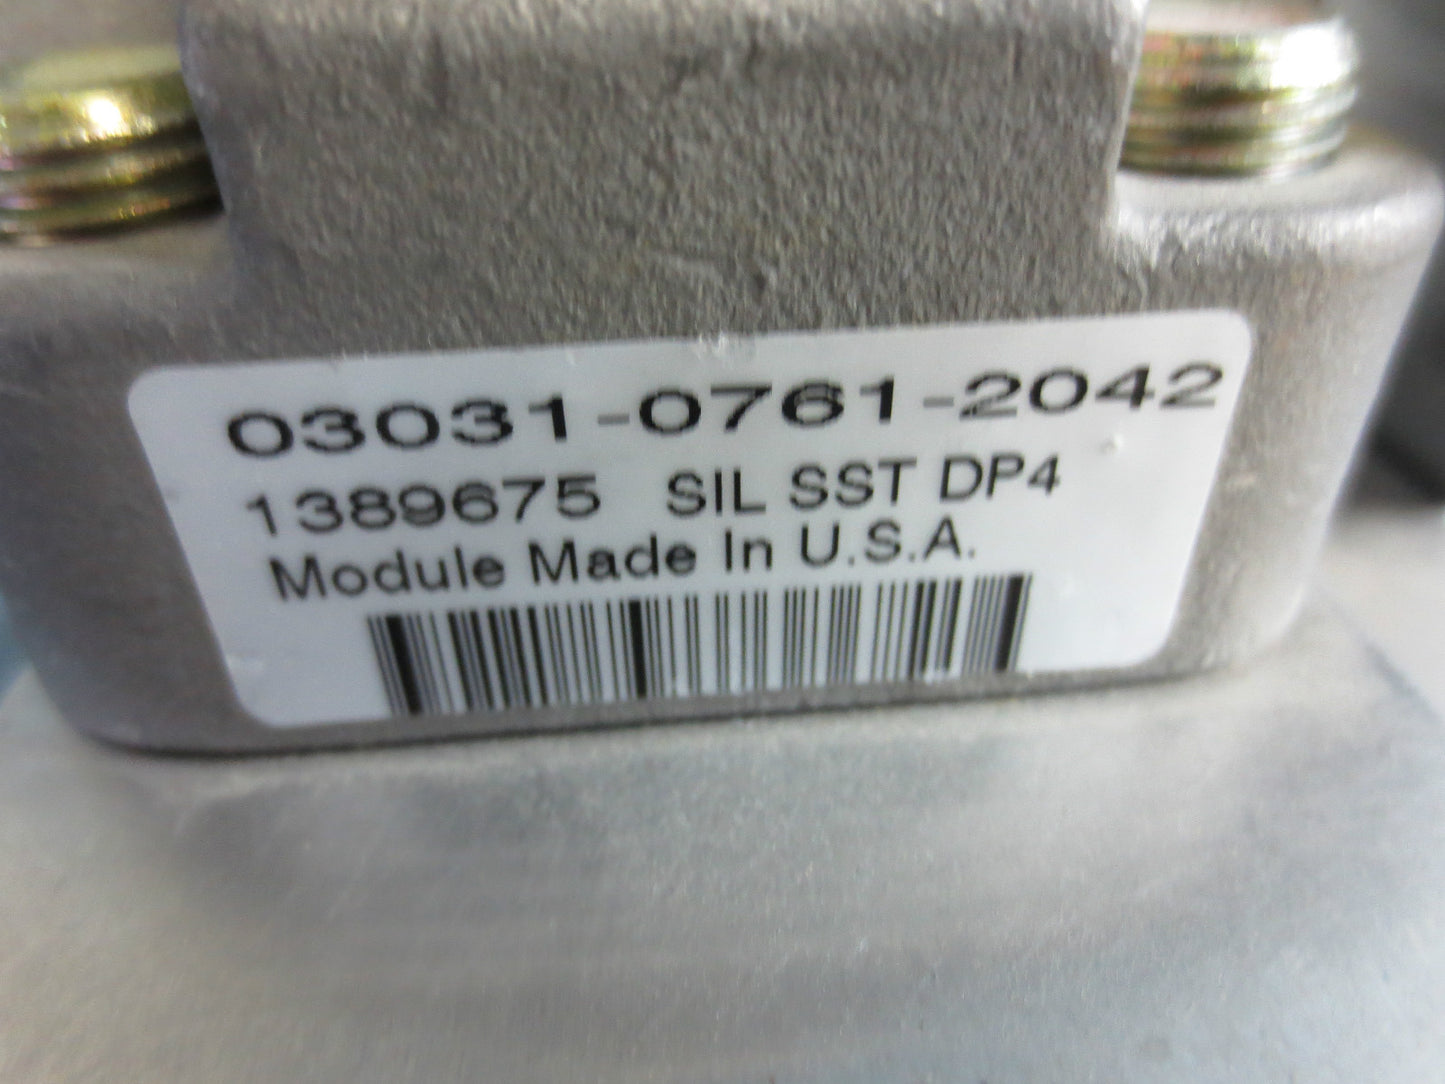 03031-0761-2042
1389675 SIL SST DP4
Module Made In U.S.A.